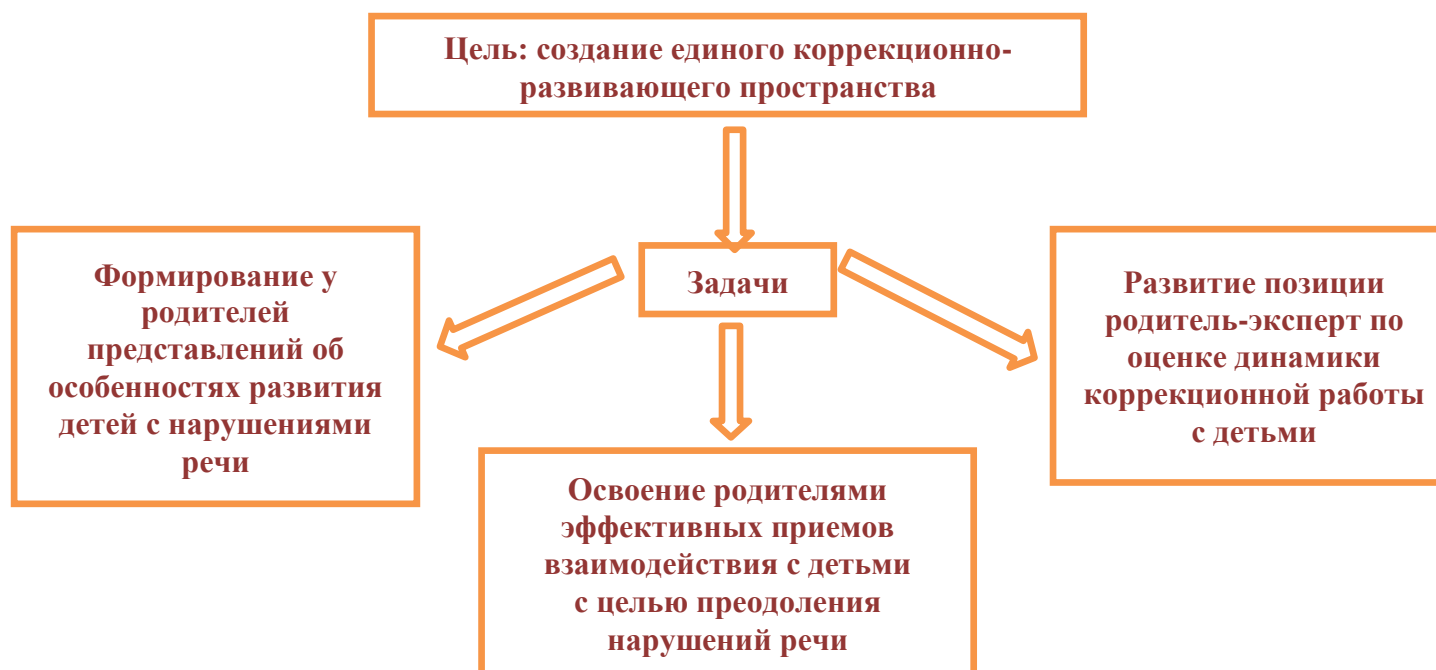 Цель: создание единого коррекционно-
развивающего пространства
Задачи
Формирование у
родителей
представлений об
особенностях развития
детей с нарушениями
речи
Освоение родителями
эффективных приемов
взаимодействия с детьми
с целью преодоления
нарушений речи
Развитие позиции
родитель-эксперт по
оценке динамики
коррекционной работы
с детьми